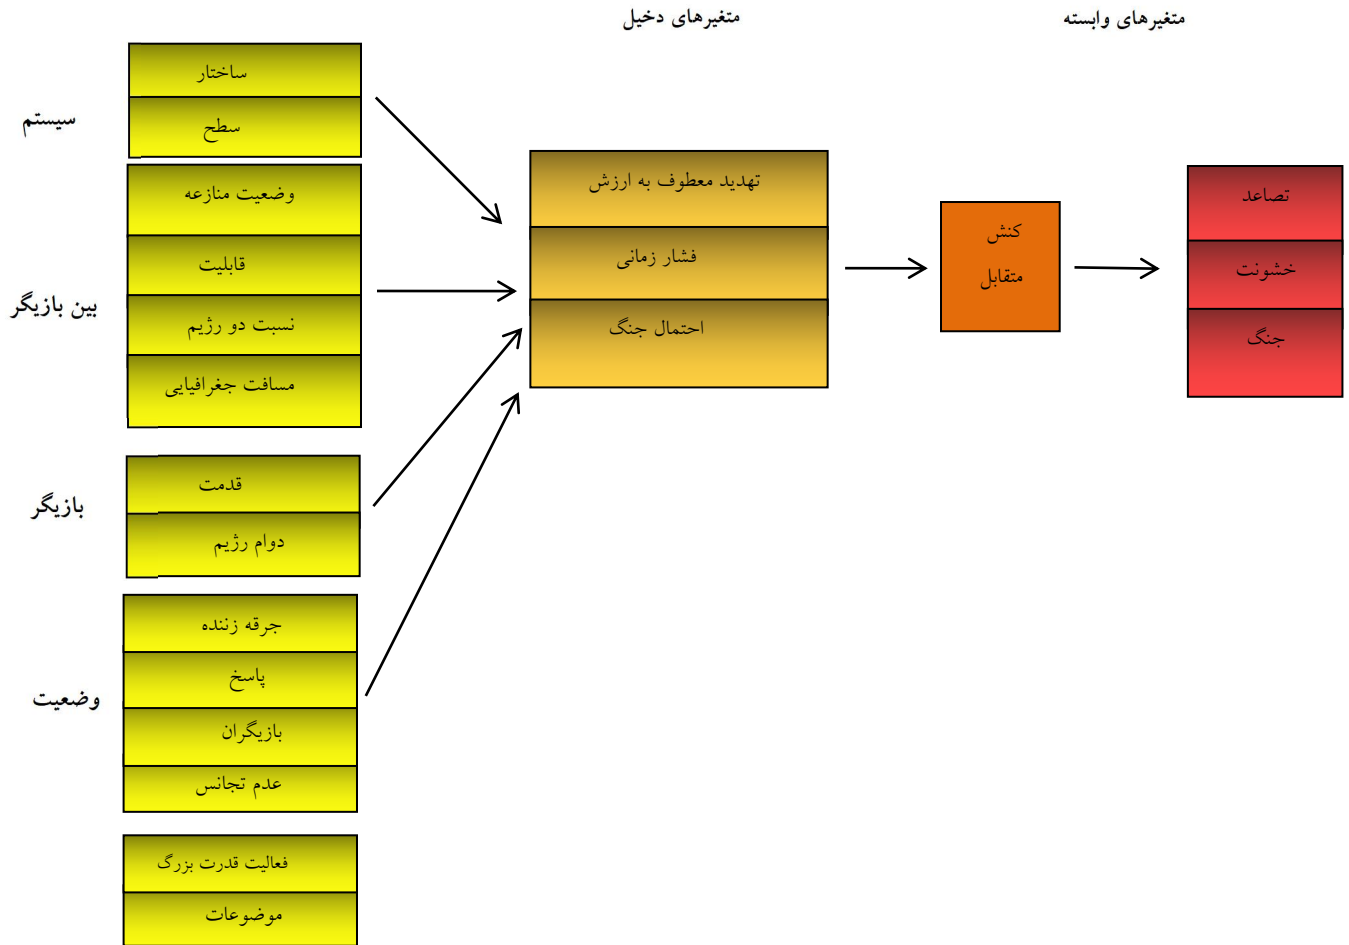 متغیرهای وابسته
متغیرهای دخیل
سیستم
ساختار
سطح
بین بازیگر
وضعیت منازعه
قابلیت
نسبت دو رژیم
مسافت جغرافیایی
بازیگر
قدمت
دوام رژیم
وضعیت
جرقه زننده
پاسخ
بازیگران
عدم تجانس
فعالیت قدرت بزرگ
موضوعات
تهدید معطوف به ارزش
فشار زمانی
احتمال جنگ
کنش
متقابل
تصاعد
خشونت
جنگ